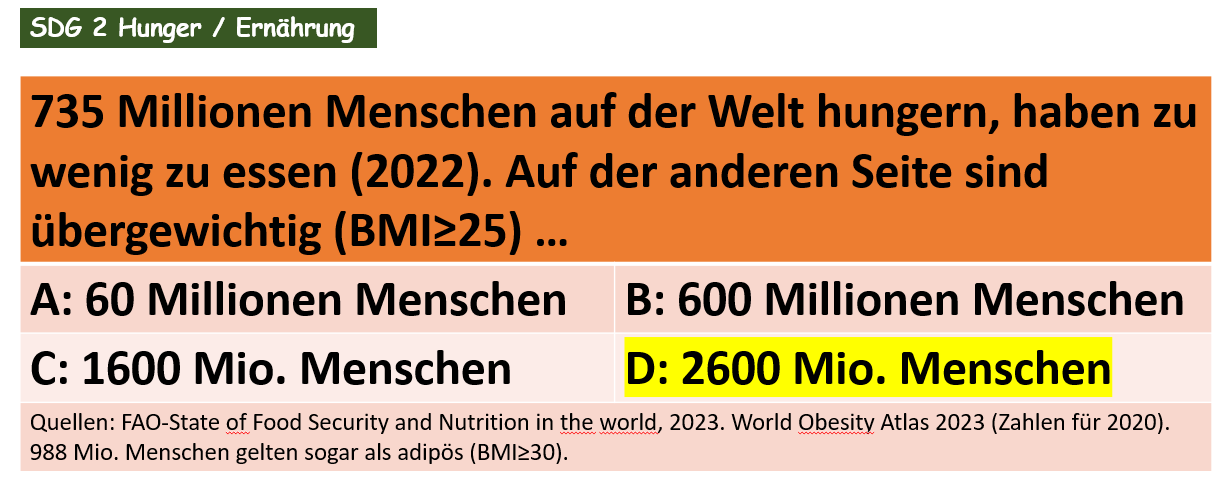 SDG 2 Hunger / Ernährung
735 Millionen Menschen auf der Welt hungern, haben zu
wenig zu essen (2022). Auf der anderen Seite sind
übergewichtig (BMI≥25) …
A: 60 Millionen Menschen
B: 600 Millionen Menschen
C: 1600 Mio. Menschen
D: 2600 Mio. Menschen
Quellen: FAO-State of Food Security and Nutrition in the world, 2023. World Obesity Atlas 2023 (Zahlen für 2020).
988 Mio. Menschen gelten sogar als adipös (BMI≥30).